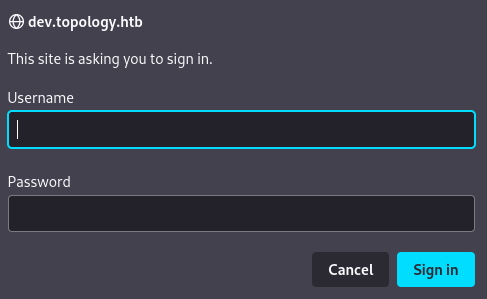 dev.topology.htb
This site is asking you to sign in.
Username
Password
Cancel Sign in